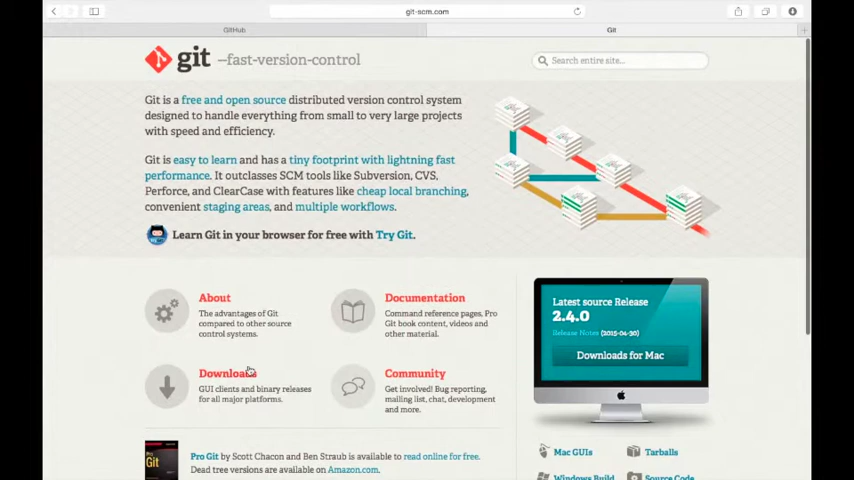 git-scm.com
GitHub
Git
git --fast-version-control
Search entire site...
Git is a free and open source distributed version control system
designed to handle everything from small to very large projects
with speed and efficiency.
Git is easy to learn and has a tiny footprint with lightning fast
performance. It outclasses SCM tools like Subversion, CVS,
Perforce, and ClearCase with features like cheap local branching,
convenient staging areas, and multiple workflows.
Learn Git in your browser for free with Try Git.
About
The advantages of Git
compared to other source
control systems.
Documentation
Command reference pages, Pro
Git book content, videos and
other material.
Downloads
GUI clients and binary releases
for all major platforms.
Community
Get involved! Bug reporting,
mailing list, chat, development
and more.
Latest source Release
2.4.0
Release Notes (2015-04-30)
Downloads for Mac
Mac GUIs
Tarballs
Windows Build
Source Code
Pro
Git
Pro Git by Scott Chacon and Ben Straub is available to read online for free.
Dead tree versions are available on Amazon.com.